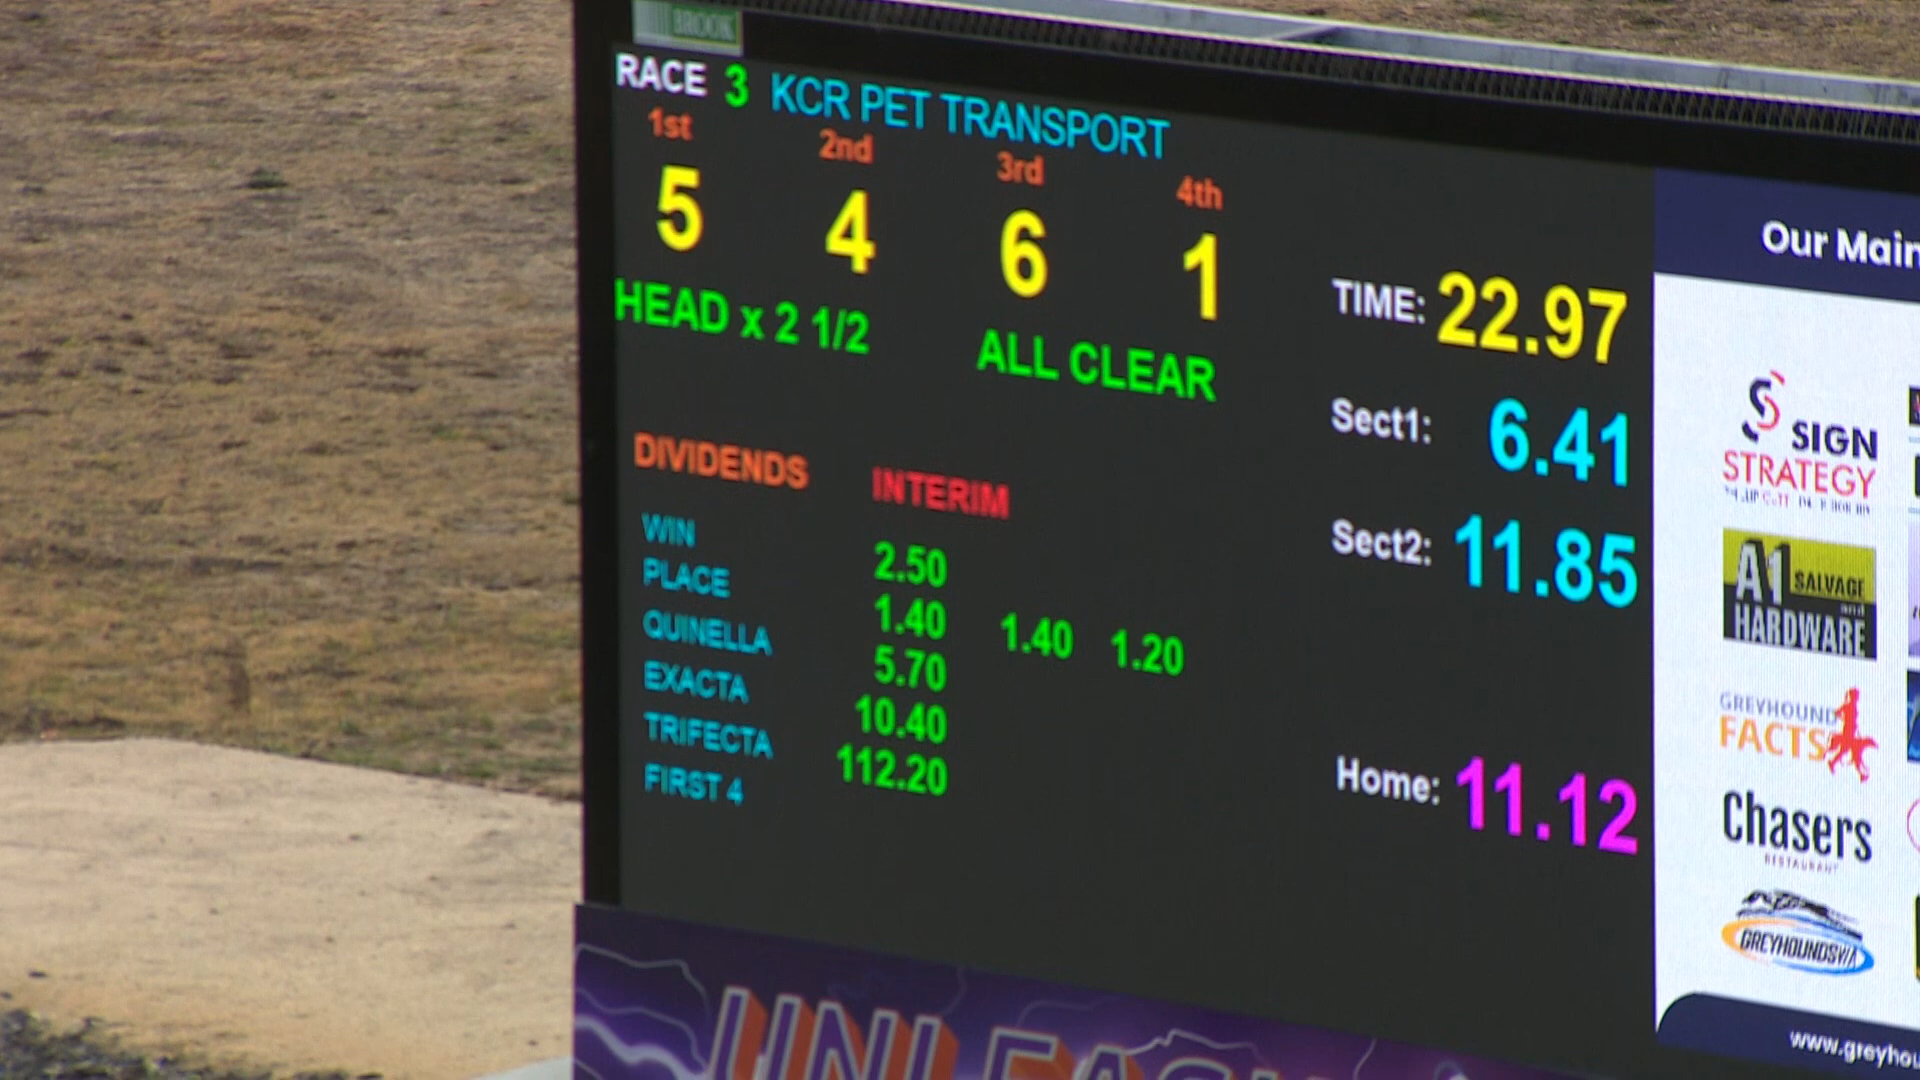 BROOK
RACE 3 KCR PET TRANSPORT
1st 2nd 3rd 4th
5 4 6 1
HEAD x 2 1/2 ALL CLEAR
TIME: 22.97
Sect1: 6.41
Sect2: 11.85
Home: 11.12
DIVIDENDS INTERIM
WIN 2.50
PLACE 1.40 1.40 1.20
QUINELLA 5.70
EXACTA 10.40
TRIFECTA 112.20
FIRST 4
Our Main
SIGN
STRATEGY
A1 SALVAGE
and
HARDWARE
GREYHOUND
FACTS
Chasers
RESTAURANT
GREYHOUNDSWA
www.greyhou
UNLEASH